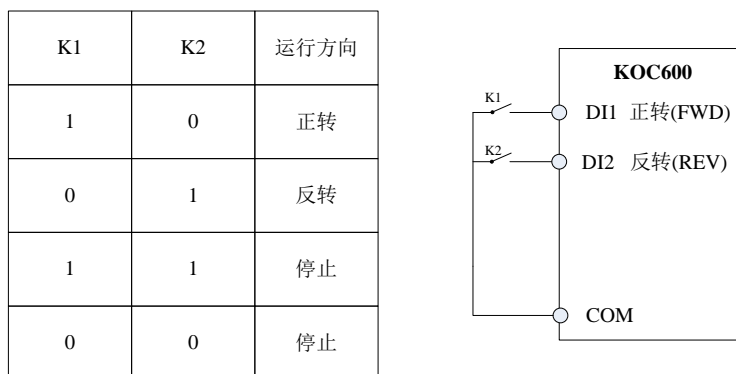 K1 K2 运行方向
1 0 正转
0 1 反转
1 1 停止
0 0 停止
KOC600
K1
DI1 正转(FWD)
K2
DI2 反转(REV)
COM